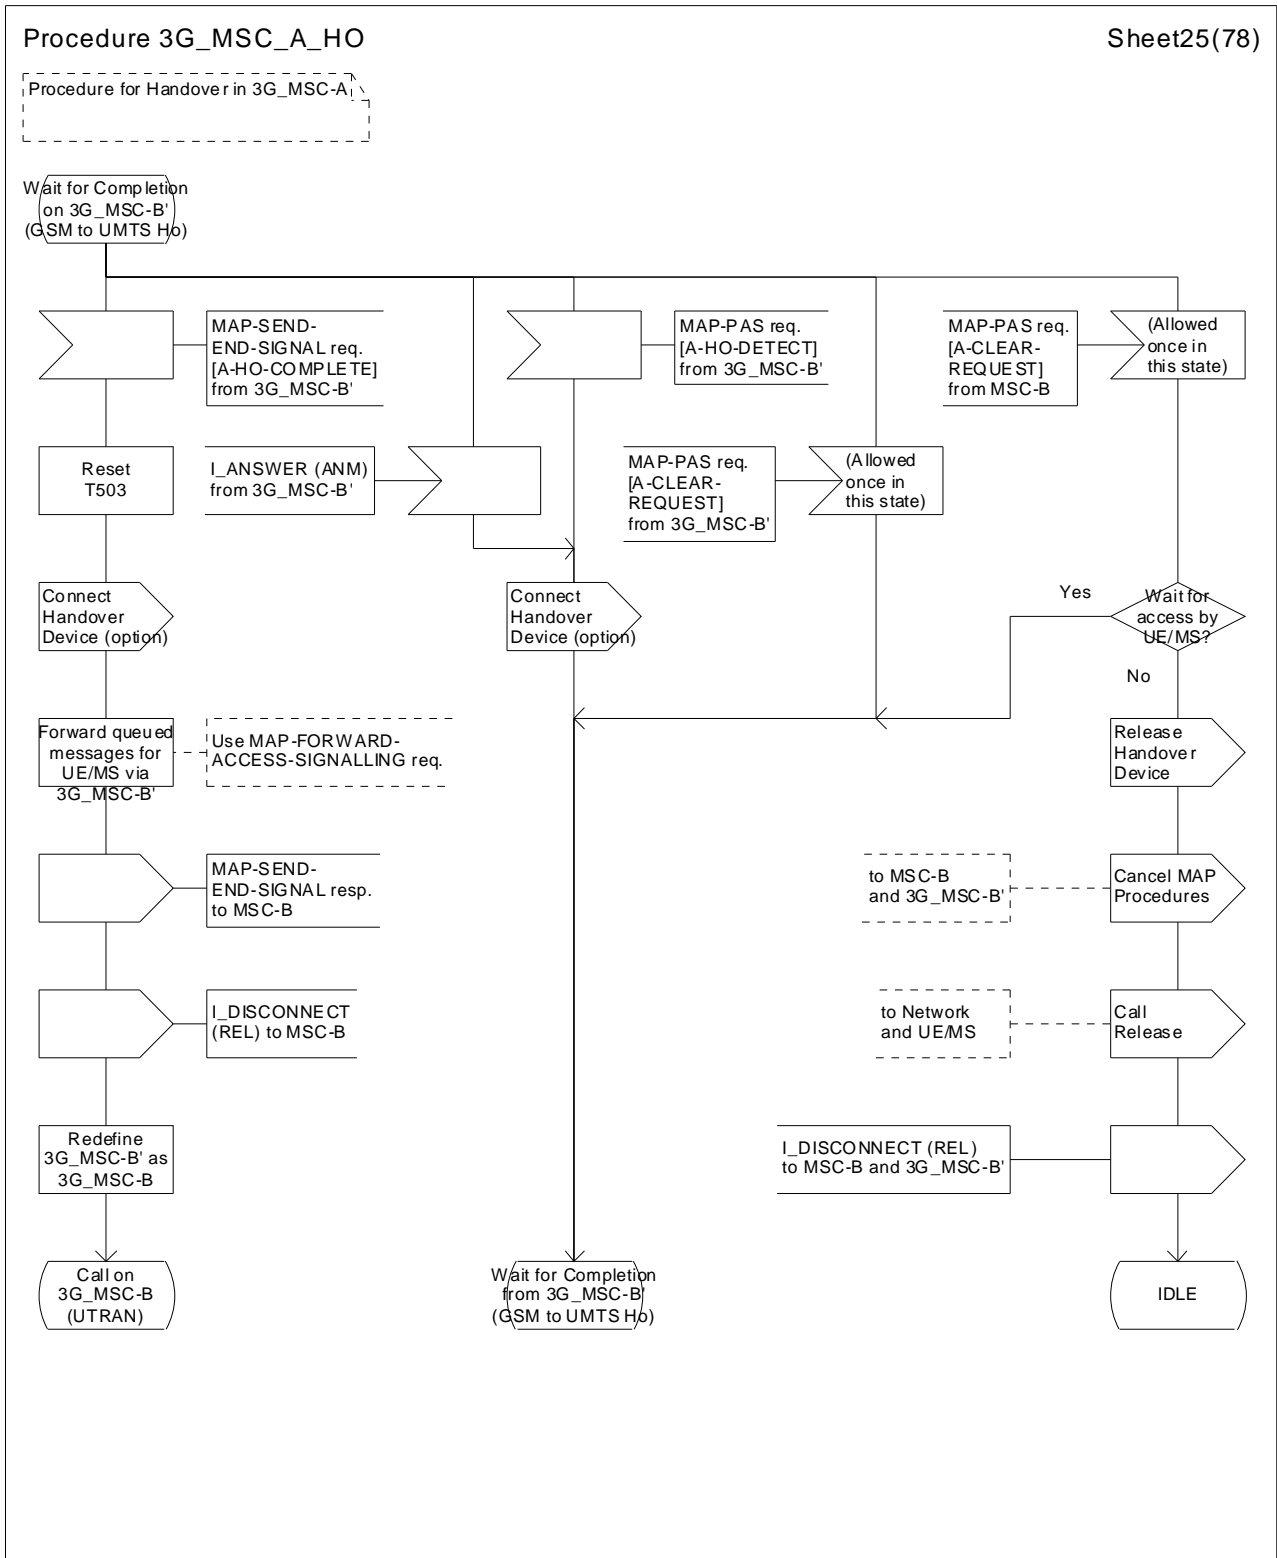 Procedure 3G_MSC_A_HO
Sheet25(78)
Procedure for Handover in 3G_MSC-A
Wait for Completion
on 3G_MSC-B'
(GSM to UMTS Ho)
MAP-SEND-
END-SIGNAL req.
[A-HO-COMPLETE]
from 3G_MSC-B'
MAP-PAS req.
[A-HO-DETECT]
from 3G_MSC-B'
MAP-PAS req.
[A-CLEAR-
REQUEST]
from MSC-B
(Allowed
once in
this state)
Reset
T503
I_ANSWER (ANM)
from 3G_MSC-B'
MAP-PAS req.
[A-CLEAR-
REQUEST]
from 3G_MSC-B'
(Allowed
once in
this state)
Connect
Handover
Device (option)
Connect
Handover
Device (option)
Yes
Wait for
access by
UE/MS?
No
Forward queued
messages for
UE/MS via
3G_MSC-B'
Use MAP-FORWARD-
ACCESS-SIGNALLING req.
Release
Handover
Device
MAP-SEND-
END-SIGNAL resp.
to MSC-B
to MSC-B
and 3G_MSC-B'
Cancel MAP
Procedures
I_DISCONNECT
(REL) to MSC-B
to Network
and UE/MS
Call
Release
Redefine
3G_MSC-B' as
3G_MSC-B
I_DISCONNECT (REL)
to MSC-B and 3G_MSC-B'
Call on
3G_MSC-B
(UTRAN)
Wait for Completion
from 3G_MSC-B'
(GSM to UMTS Ho)
IDLE